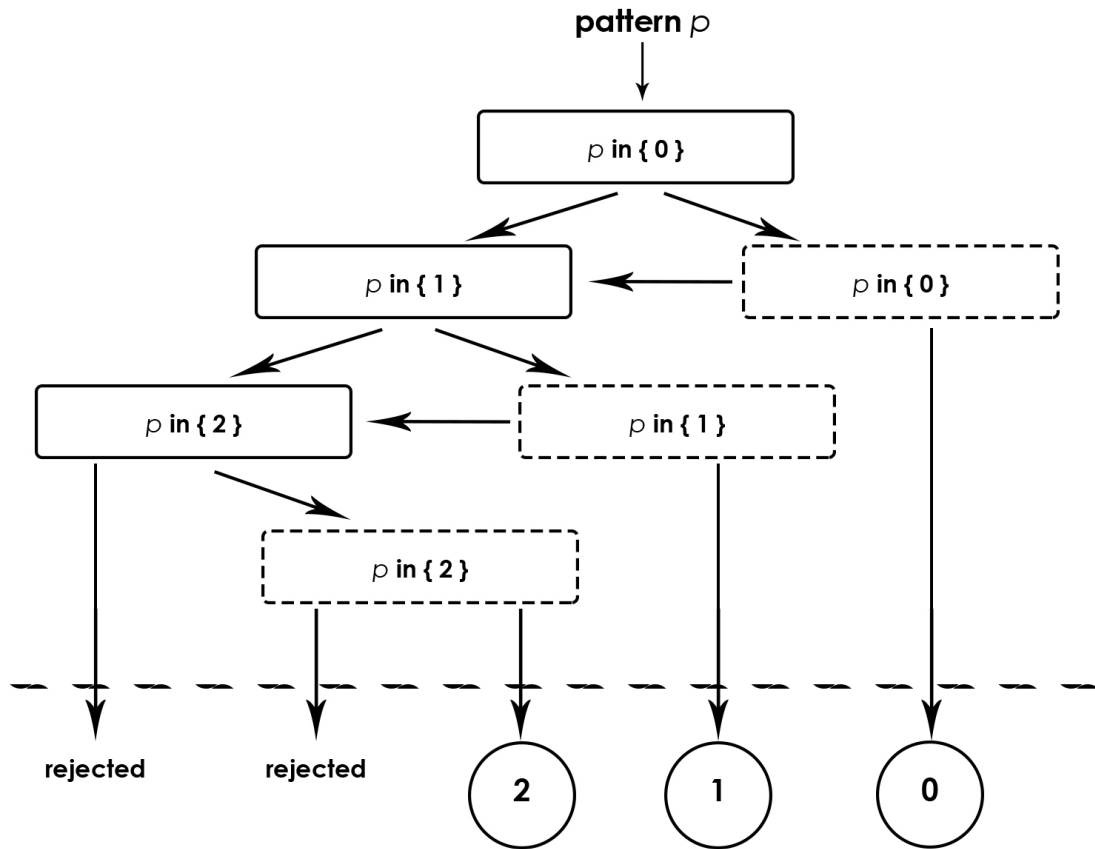 pattern p
p in { 0 }
p in { 1 }
p in { 0 }
p in { 2 }
p in { 1 }
p in { 2 }
rejected
rejected
2
1
0